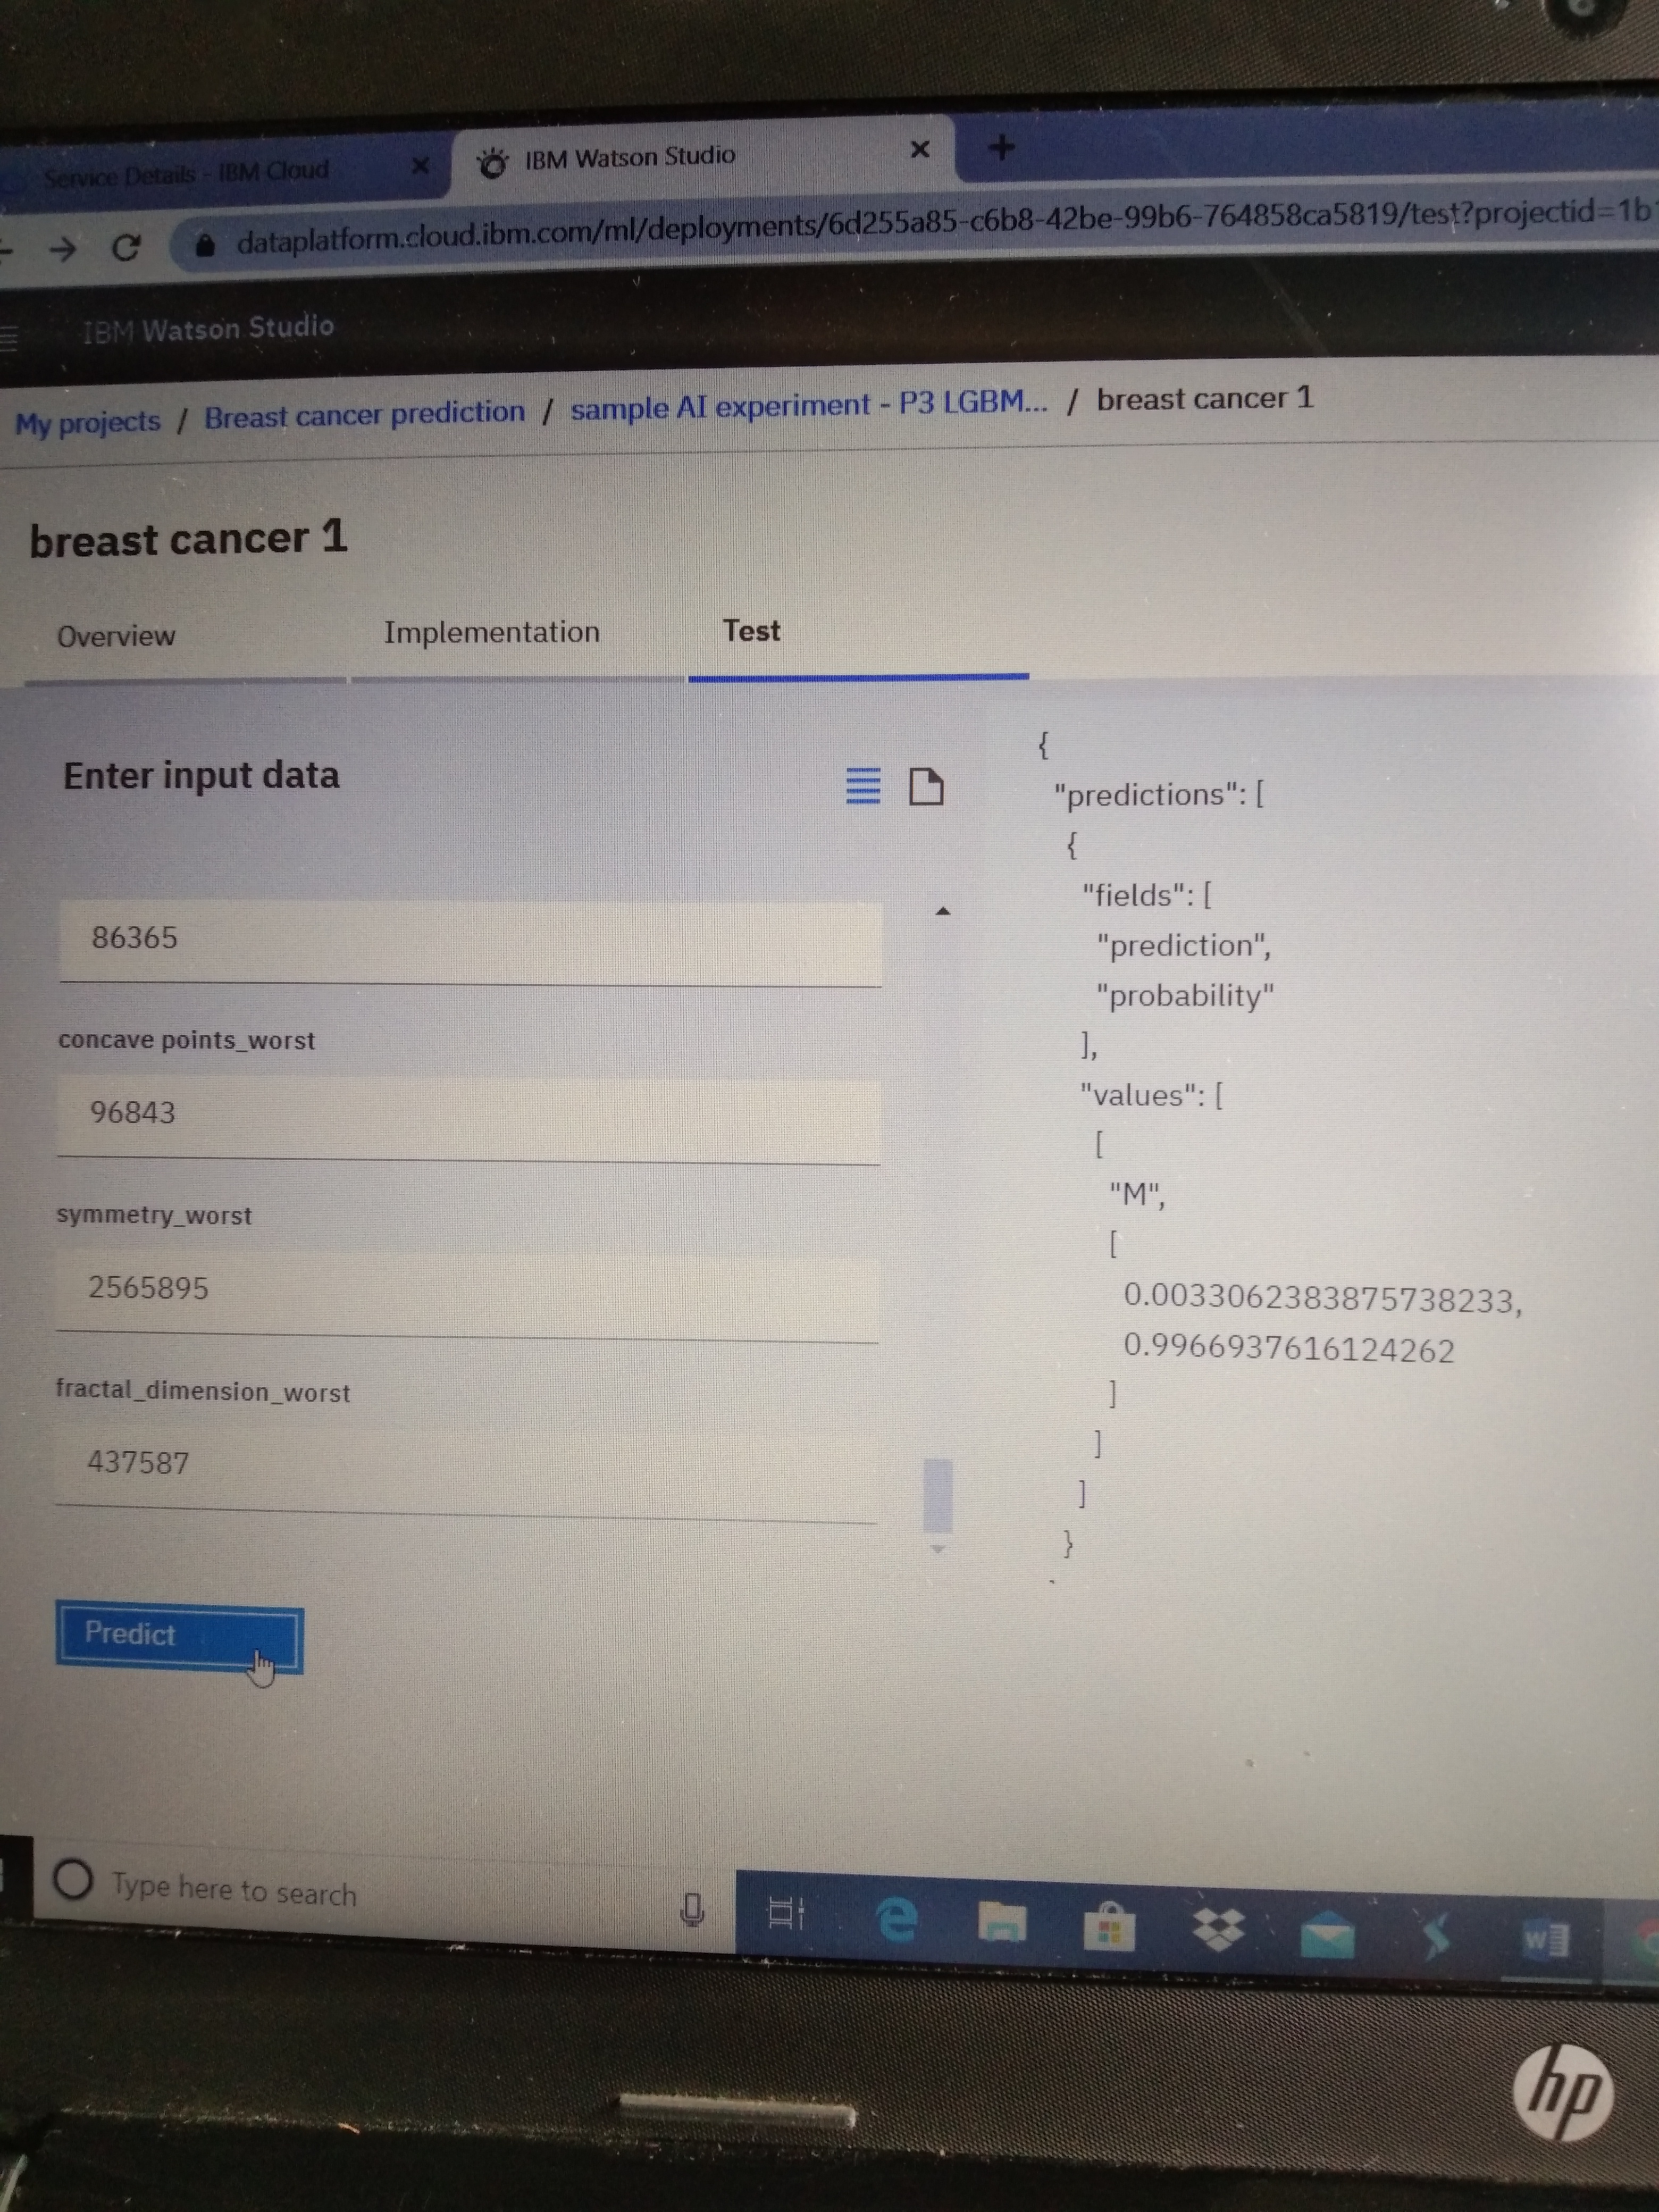 Service Details - IBM Cloud
IBM Watson Studio
dataplatform.cloud.ibm.com/ml/deployments/6d255a85-c6b8-42be-99b6-764858ca5819/test?projectid=1b
IBM Watson Studio
My projects / Breast cancer prediction / sample AI experiment - P3 LGBM... / breast cancer 1
breast cancer 1
Overview
Implementation
Test
Enter input data
86365
concave points_worst
96843
symmetry_worst
2565895
fractal_dimension_worst
437587
Predict
{
"predictions": [
{
"fields": [
"prediction",
"probability"
],
"values": [
[
"M",
[
0.0033062383875738233,
0.9966937616124262
]
]
]
}
Type here to search
hp